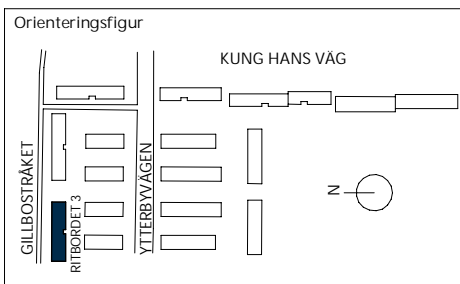 Orienteringsfigur
KUNG HANS VÄG
GILLBOSTRÅKET
RITBORDET 3
YTTERBYVÄGEN
N